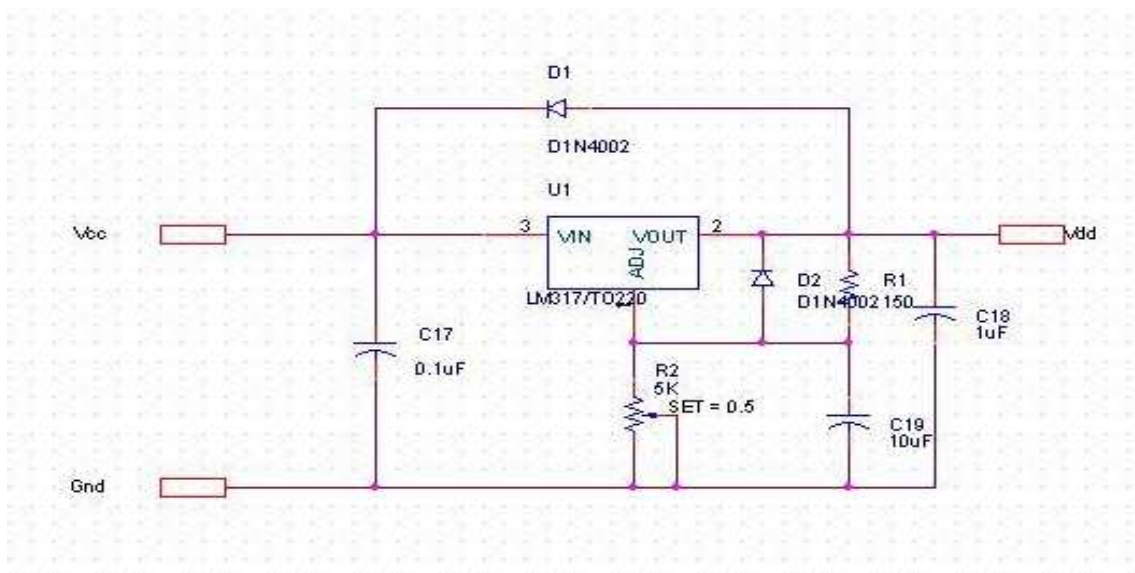 D1
D1N4002
U1
Vcc
3
VIN
VOUT
ADJ
2
Vdd
LM317/TO220
D2
D1N4002
R1
150
C18
1uF
C17
0.1uF
R2
5K
SET = 0.5
C19
10uF
Gnd